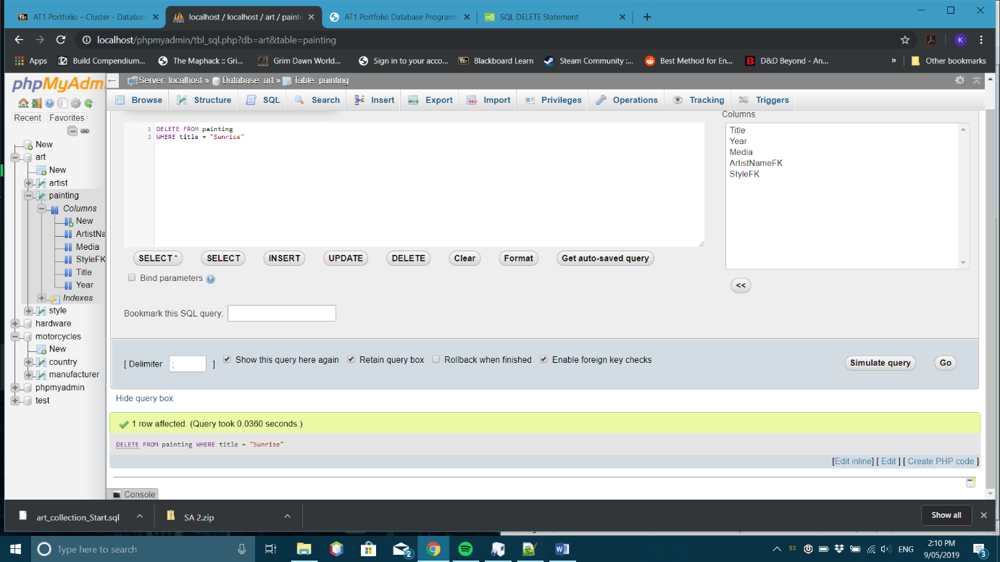 AT1 Portfolio – Cluster - Databas
localhost / localhost / art / painti
AT1 Portfolio Database Program
SQL DELETE Statement
localhost/phpmyadmin/tbl_sql.php?db=art&table=painting
K
Apps
Build Compendium...
The Maphack :: Gri...
Grim Dawn World...
Sign in to your acco...
Blackboard Learn
Steam Community :...
Best Method for En...
D&D Beyond - An...
»
Other bookmarks
phpMyAdm
Server: localhost » Database: art » Table: painting
Browse
Structure
SQL
Search
Insert
Export
Import
Privileges
Operations
Tracking
Triggers
Recent
Favorites
New
art
New
artist
painting
Columns
New
ArtistNa
Media
StyleFK
Title
Year
Indexes
style
hardware
motorcycles
New
country
manufacturer
phpmyadmin
test
1 DELETE FROM painting
2 WHERE title = "Sunrise"
Columns
Title
Year
Media
ArtistNameFK
StyleFK
SELECT *
SELECT
INSERT
UPDATE
DELETE
Clear
Format
Get auto-saved query
<<
Bind parameters
Bookmark this SQL query:
[ Delimiter ; ]
Show this query here again
Retain query box
Rollback when finished
Enable foreign key checks
Simulate query
Go
Hide query box
1 row affected. (Query took 0.0360 seconds.)
DELETE FROM painting WHERE title = "Sunrise"
[Edit inline] [ Edit ] [ Create PHP code ]
Console
art_collection_Start.sql
SA 2.zip
Show all
Type here to search
2
53
ENG
2:10 PM
9/05/2019
3